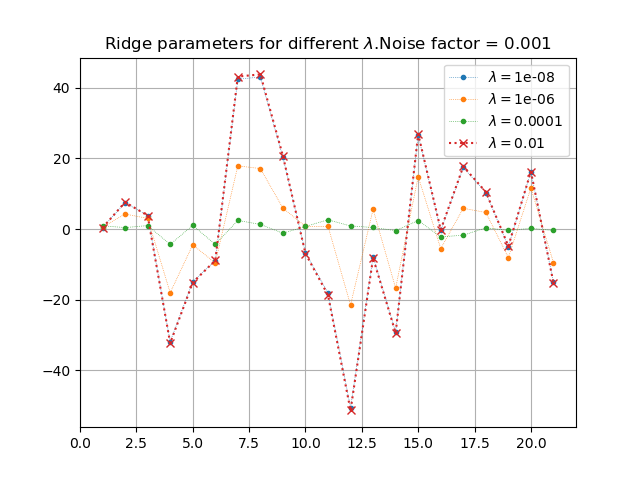 Ridge parameters for different λ.Noise factor = 0.001
λ = 1e-08
λ = 1e-06
λ = 0.0001
λ = 0.01
40
20
0
−20
−40
0.0 2.5 5.0 7.5 10.0 12.5 15.0 17.5 20.0